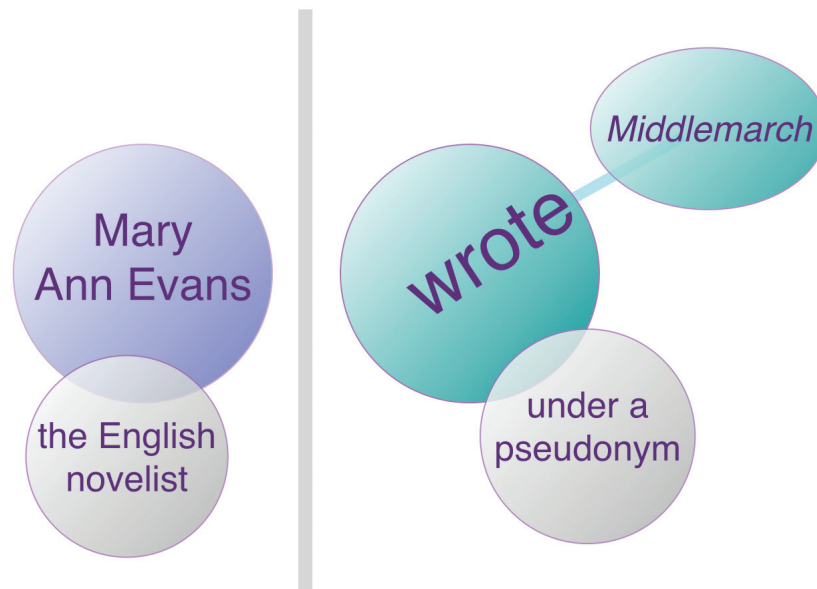 Mary
Ann Evans
the English
novelist
wrote
Middlemarch
under a
pseudonym